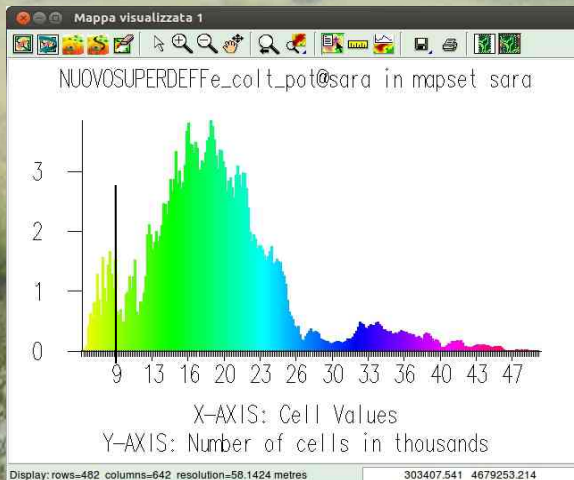 Mappa visualizzata 1
NUOVOSUPERDEFFe_colt_pot@sara in mapset sara
3
2
1
0
9 13 16 20 23 26 30 33 36 40 43 47
X-AXIS: Cell Values
Y-AXIS: Number of cells in thousands
Display: rows=482 columns=642 resolution=58.1424 metres 303407.541 4679253.214